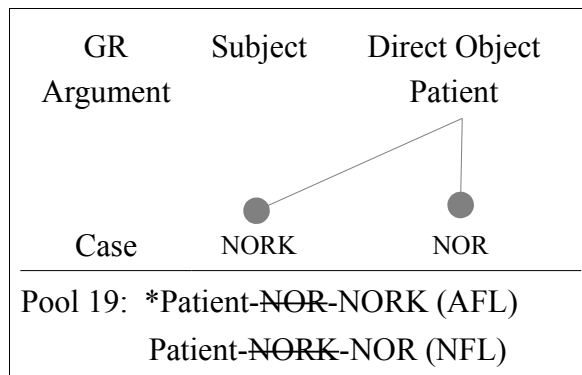 GR Subject Direct Object
Argument Patient
Case NORK NOR
Pool 19: *Patient-NOR-NORK (AFL)
Patient-NORK-NOR (NFL)